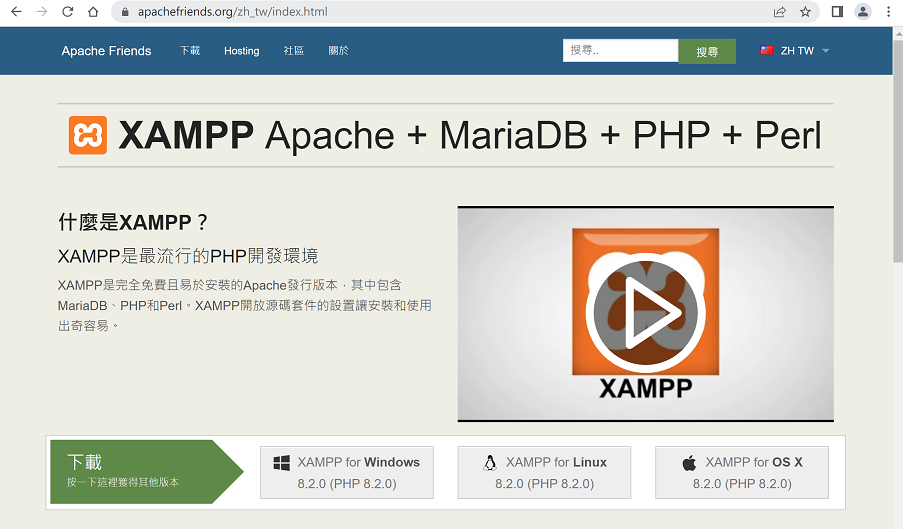 apachefriends.org/zh_tw/index.html
Apache Friends 下載 Hosting 社區 關於 搜尋.. 搜尋 ZH TW
XAMPP Apache + MariaDB + PHP + Perl
什麼是XAMPP？
XAMPP是最流行的PHP開發環境
XAMPP是完全免費且易於安裝的Apache發行版本，其中包含
MariaDB、PHP和Perl。XAMPP開放源碼套件的設置讓安裝和使用
出奇容易。
XAMPP
下載
按一下這裡獲得其他版本
XAMPP for Windows
8.2.0 (PHP 8.2.0)
XAMPP for Linux
8.2.0 (PHP 8.2.0)
XAMPP for OS X
8.2.0 (PHP 8.2.0)